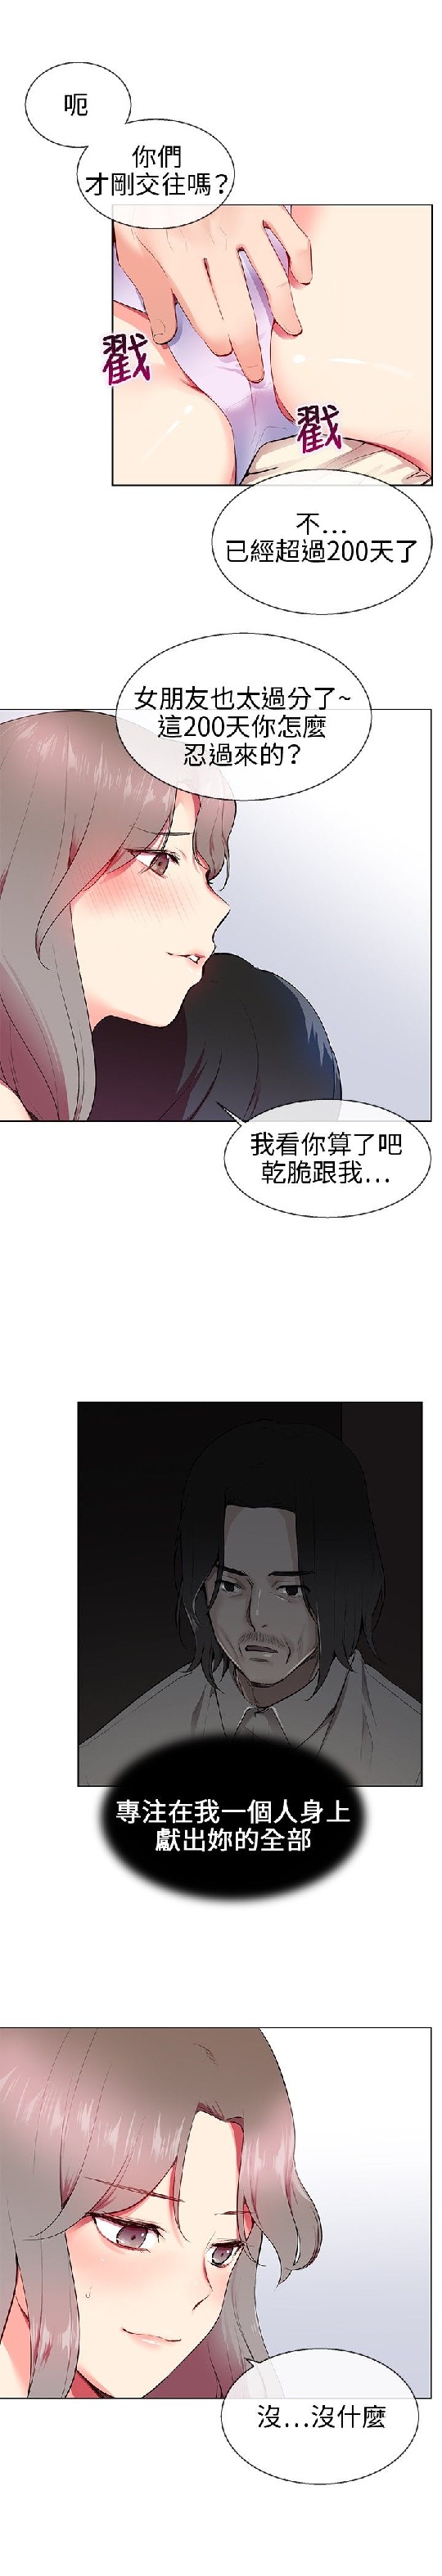 呃
你們
才剛交往嗎?
戳
戳
不...
已經超過200天了
女朋友也太過分了~
這200天你怎麼
忍過來的?
我看你算了吧
乾脆跟我...
專注在我一個人身上
獻出妳的全部
沒...沒什麼